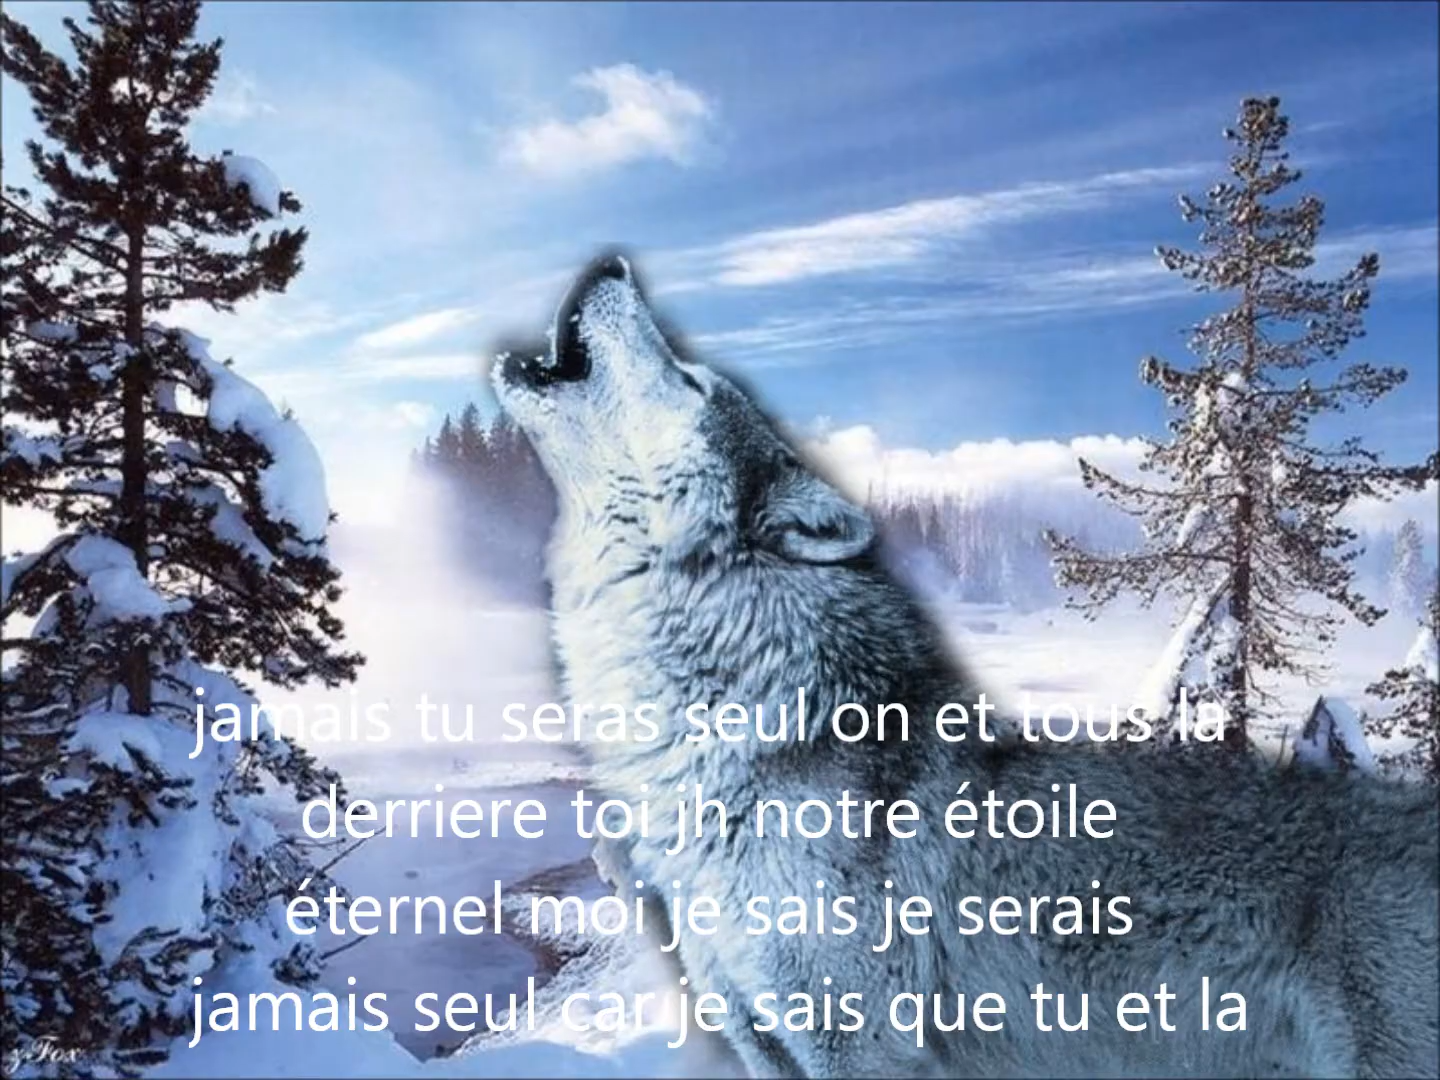 jamais tu seras seul on et tous la
derriere toi jh notre étoile
éternel moi je sais je serais
jamais seul car je sais que tu et la
zFox